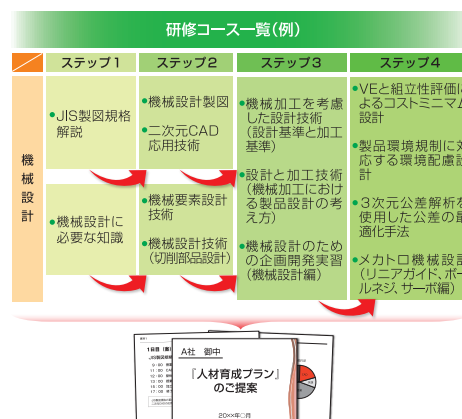 研修コース一覧（例）
ステップ1 ステップ2 ステップ3 ステップ4
機械設計
•JIS製図規格
解説
•機械設計に
必要な知識
•機械設計製図
•二次元CAD
応用技術
•機械要素設計
技術
•機械設計技術
（切削部品設計）
•機械加工を考慮
した設計技術
（設計基準と加工
基準）
•設計と加工技術
（機械加工におけ
る製品設計の考
え方）
•機械設計のため
の企画開発実習
（機械設計編）
•VEと組立性評価に
よるコストミニマム
設計
•製品環境規制に対
応する環境配慮設
計
•３次元公差解析を
使用した公差の最
適化手法
•メカトロ機械設計
（リニアガイド、ボー
ルネジ、サーボ編）
A社　御中
『人材育成プラン』
のご提案
20××年○月
1日目